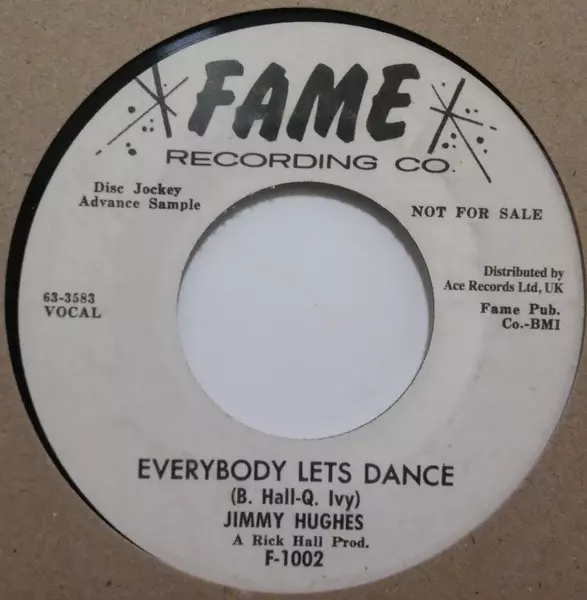 FAME
RECORDING CO.
Disc Jockey
Advance Sample
NOT FOR SALE
Distributed by
Ace Records Ltd, UK
63-3583
VOCAL
Fame Pub.
Co.-BMI
EVERYBODY LETS DANCE
(B. Hall-Q. Ivy)
JIMMY HUGHES
A Rick Hall Prod.
F-1002